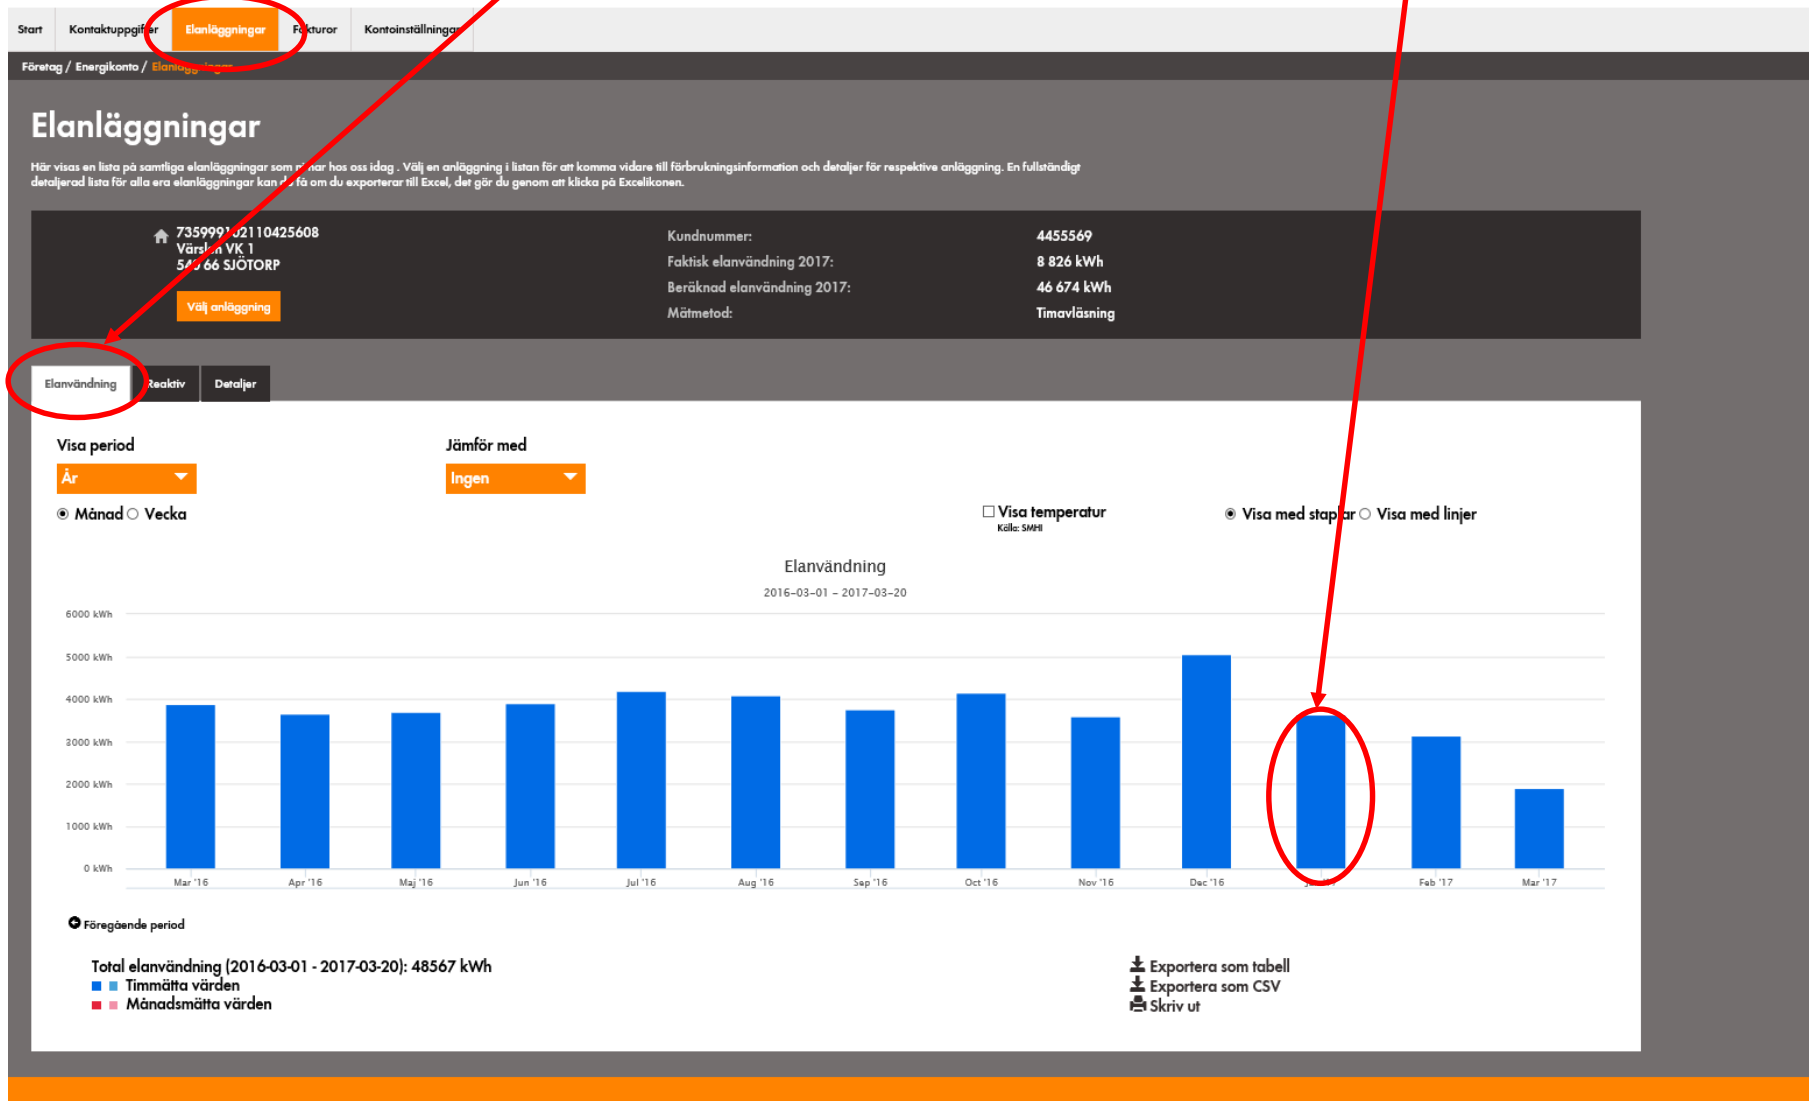 Start Kontaktuppgifter Elanläggningar Fakturor Kontoinställningar
Företag / Energikonto / Elanläggningar
Elanläggningar
Här visas en lista på samtliga elanläggningar som ni har hos oss idag . Välj en anläggning i listan för att komma vidare till förbrukningsinformation och detaljer för respektive anläggning. En fullständigt
detaljerad lista för alla era elanläggningar kan du få om du exporterar till Excel, det gör du genom att klicka på Excelikonen.
735999102110425608
VK 1
SJÖTORP
Välj anläggning
Kundnummer: 4455569
Faktisk elanvändning 2017: 8 826 kWh
Beräknad elanvändning 2017: 46 674 kWh
Mätmetod: Timavläsning
Elanvändning Reaktiv Detaljer
Visa period Jämför med
År Ingen
Månad Vecka Visa temperatur Visa med staplar Visa med linjer
Källa: SMHI
Elanvändning
2016-03-01 - 2017-03-20
6000 kWh
5000 kWh
4000 kWh
3000 kWh
2000 kWh
1000 kWh
0 kWh
Mar '16 Apr '16 Maj '16 Jun '16 Jul '16 Aug '16 Sep '16 Oct '16 Nov '16 Dec '16 Jan '17 Feb '17 Mar '17
Föregående period
Total elanvändning (2016-03-01 - 2017-03-20): 48567 kWh
Timmätta värden
Månadsmätta värden
Exportera som tabell
Exportera som CSV
Skriv ut